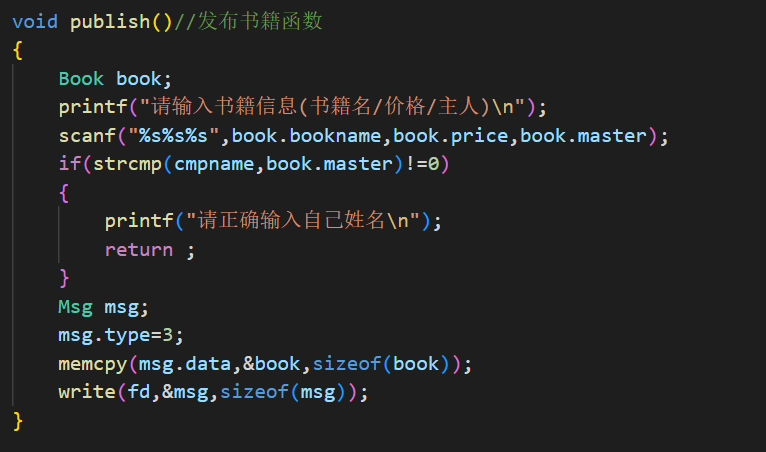 void publish()//发布书籍函数
{
    Book book;
    printf("请输入书籍信息(书籍名/价格/主人)\n");
    scanf("%s%s%s",book.bookname,book.price,book.master);
    if(strcmp(cmpname,book.master)!=0)
    {
        printf("请正确输入自己姓名\n");
        return ;
    }
    Msg msg;
    msg.type=3;
    memcpy(msg.data,&book,sizeof(book));
    write(fd,&msg,sizeof(msg));
}